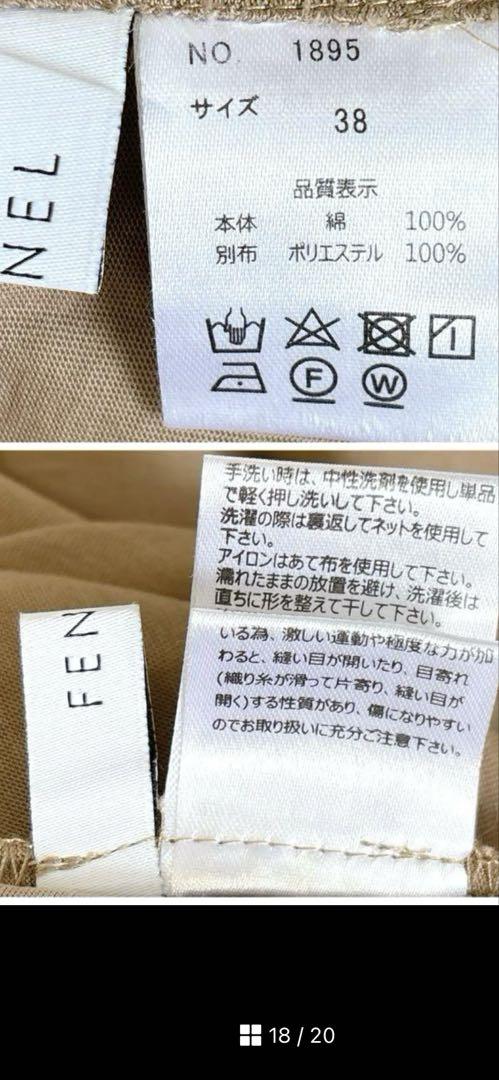 NEL
NO. 1895
サイズ 38
品質表示
本体 綿 100%
別布 ポリエステル 100%
F W
手洗い時は、中性洗剤を使用し単品
で軽く押し洗いして下さい。
洗濯の際は裏返してネットを使用して
下さい。
アイロンはあて布を使用して下さい。
濡れたままの放置を避け、洗濯後は
直ちに形を整えて干して下さい。
FEN
いる為、激しい運動や極度な力が加
わると、縫い目が開いたり、目寄れ
(織り糸が滑って片寄り、縫い目が
開く)する性質があり、傷になりやすい
のでお取り扱いに充分ご注意下さい。
18 / 20